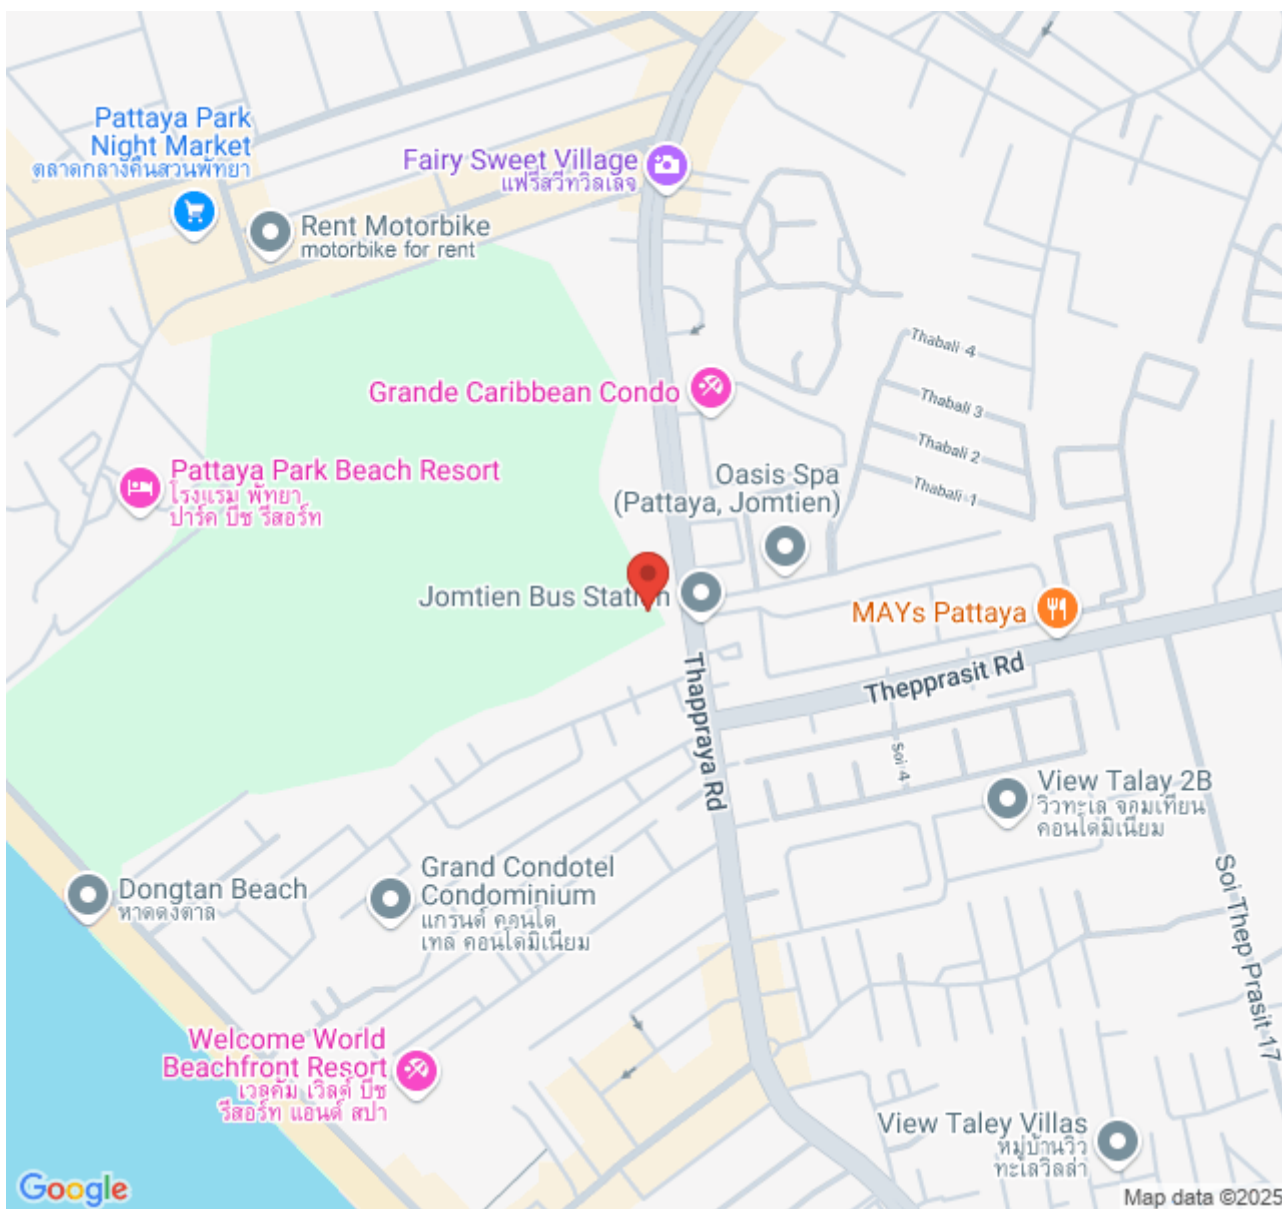 Pattaya Park
Night Market
ตลาดกลางคืนสวนพัทยา
Fairy Sweet Village
แฟรี่สวีทวิลเลจ
Rent Motorbike
motorbike for rent
Thabali 4
Grande Caribbean Condo
Thabali 3
Thabali 2
Pattaya Park Beach Resort
โรงแรม พัทยา
ปาร์ค บีช รีสอร์ท
Oasis Spa
(Pattaya, Jomtien)
Thabali 1
Jomtien Bus Station
MAYs Pattaya
Thepprasit Rd
Thappraya Rd
Soi 4
View Talay 2B
วิวทะเล จอมเทียน
คอนโดมิเนียม
Grand Condotel
Condominium
แกรนด์ คอนโด
เทล คอนโดมิเนียม
Dongtan Beach
หาดดงตาล
Soi Thep Prasit 17
Welcome World
Beachfront Resort
เวลคัม เวิลด์ บีช
รีสอร์ท แอนด์ สปา
View Taley Villas
หมู่บ้านวิว
ทะเลวิลล่า
Google
Map data ©2025